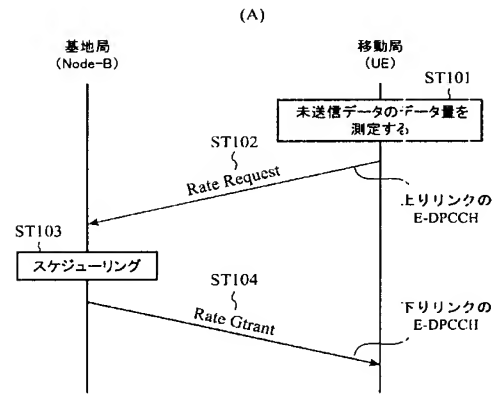 (A)
基地局
(Node-B)
移動局
(UE)
ST101
未送信データのデータ量を
測定する
ST102
Rate Request
上りリンクの
E-DPCCH
ST103
スケジューリング
ST104
Rate Gtrant
下りリンクの
E-DPCCH